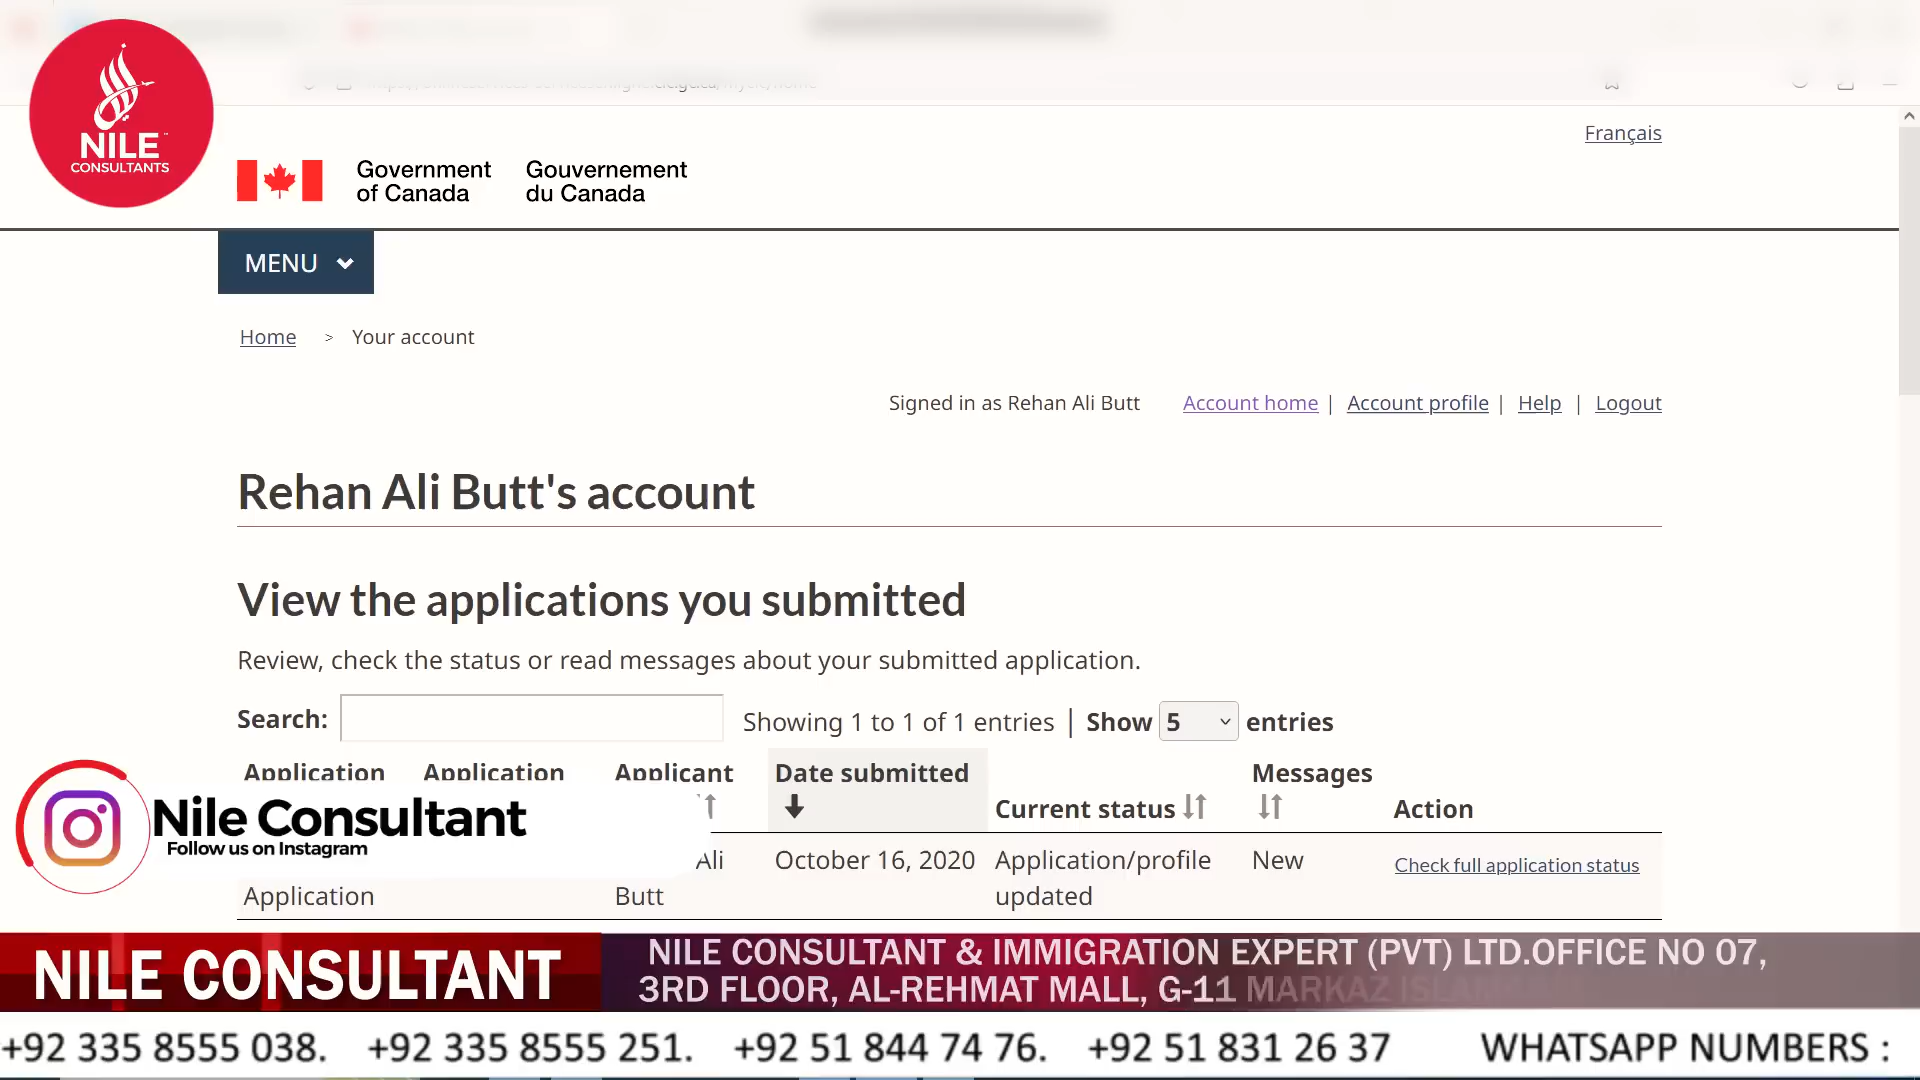 NILE
CONSULTANTS
Français
Government of Canada
Gouvernement du Canada
MENU
Home > Your account
Signed in as Rehan Ali Butt Account home | Account profile | Help | Logout
Rehan Ali Butt's account
View the applications you submitted
Review, check the status or read messages about your submitted application.
Search: Showing 1 to 1 of 1 entries | Show 5 entries
Application Application Applicant Date submitted Current status Messages Action
Ali Butt October 16, 2020 Application/profile updated New Check full application status
Application
Nile Consultant
Follow us on Instagram
NILE CONSULTANT
NILE CONSULTANT & IMMIGRATION EXPERT (PVT) LTD.OFFICE NO 07,
3RD FLOOR, AL-REHMAT MALL, G-11 MARKAZ
+92 335 8555 038. +92 335 8555 251. +92 51 844 74 76. +92 51 831 26 37 WHATSAPP NUMBERS :